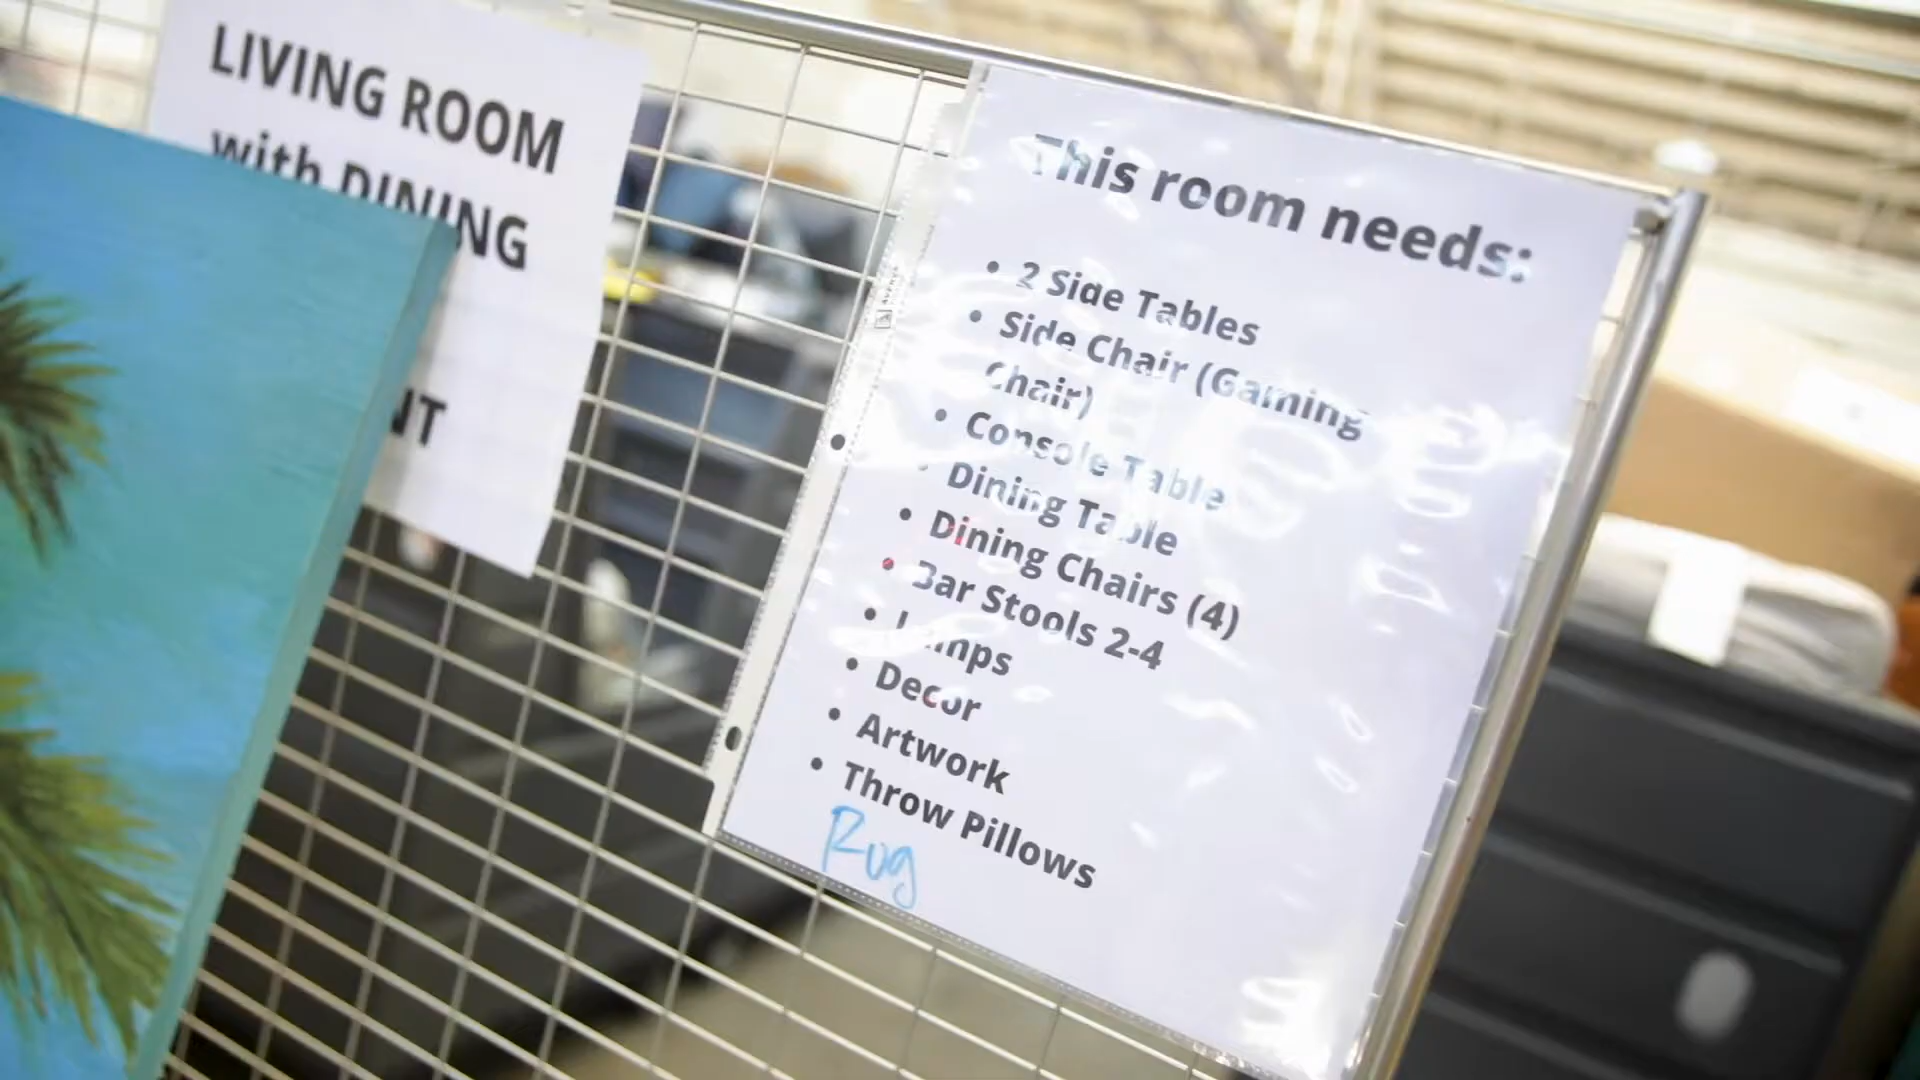 LIVING ROOM
with DINING
NT
This room needs:
• 2 Side Tables
• Side Chair (Gaming
Chair)
• Console Table
• Dining Table
• Dining Chairs (4)
• Bar Stools 2-4
• Lamps
• Decor
• Artwork
• Throw Pillows
Rug